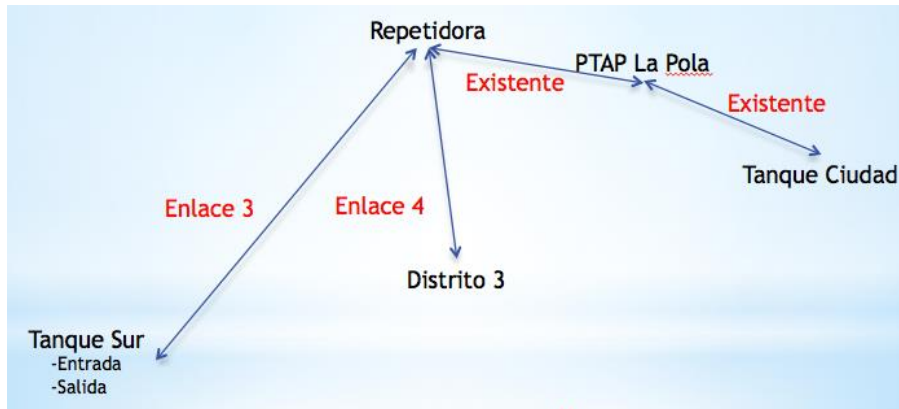 Repetidora
PTAP La Pola
Existente
Existente
Tanque Ciudad
Enlace 3
Enlace 4
Distrito 3
Tanque Sur
-Entrada
-Salida